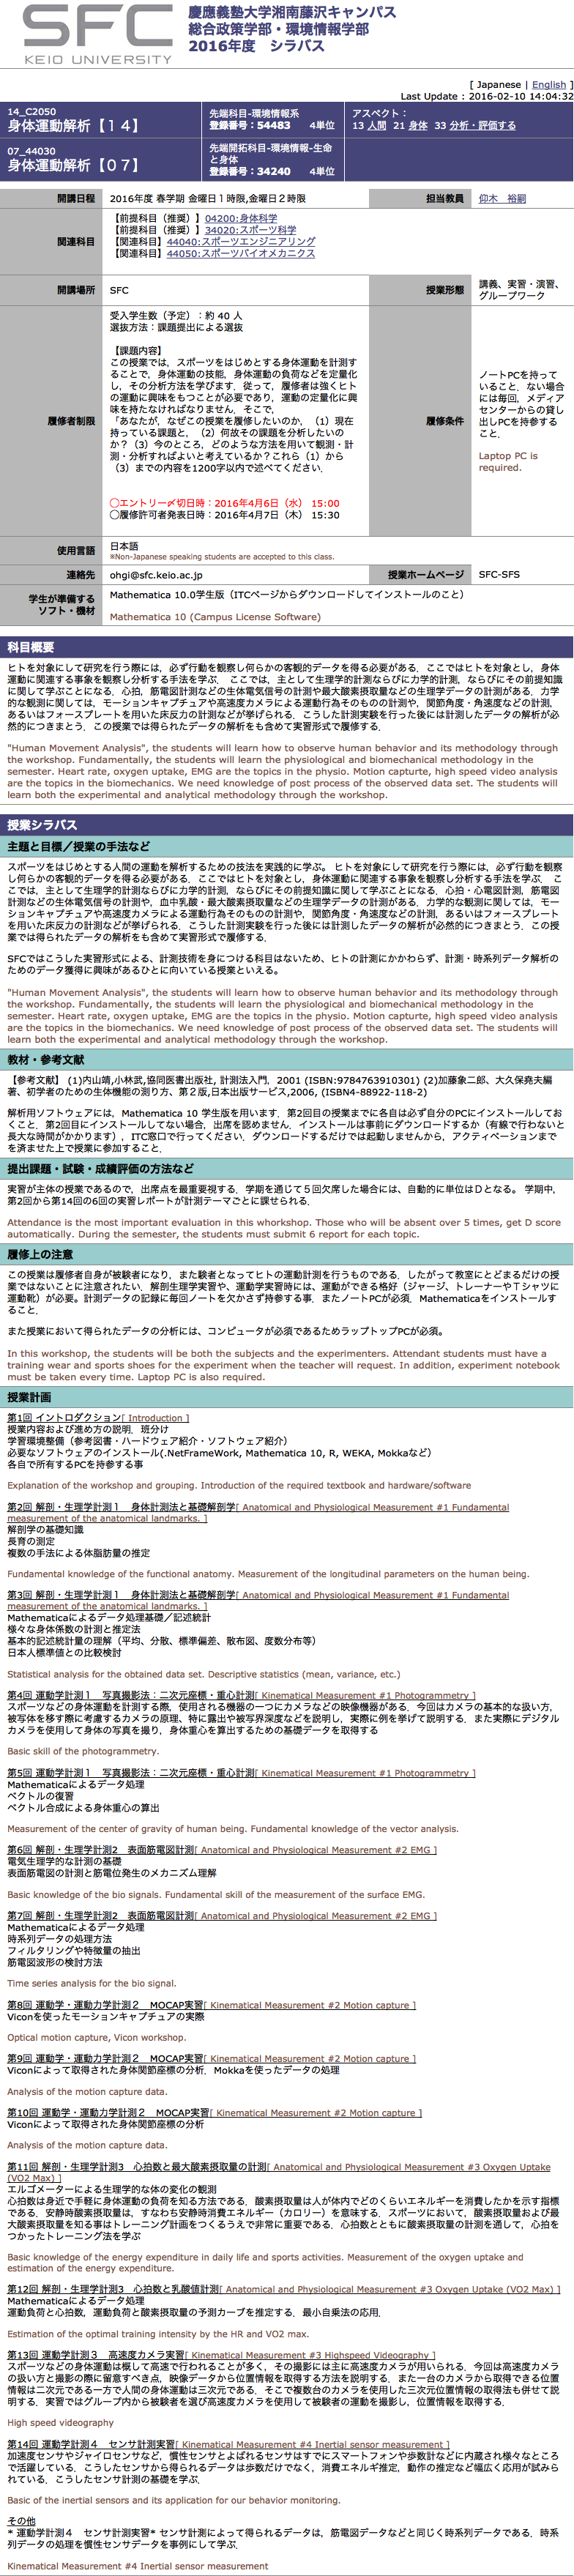 SFC
KEIO UNIVERSITY
慶應義塾大学湘南藤沢キャンパス
総合政策学部・環境情報学部
2016年度　シラバス
[ Japanese | English ]
Last Update : 2016-02-10 14:04:32
14_C2050
身体運動解析【１４】
先端科目-環境情報系
登録番号：54483　4単位
アスペクト：
13 人間　21 身体　33 分析・評価する
07_44030
身体運動解析【０７】
先端開拓科目-環境情報-生命
と身体
登録番号：34240　4単位
開講日程
2016年度 春学期 金曜日１時限,金曜日２時限
担当教員
仰木　裕嗣
関連科目
【前提科目（推奨）】04200:身体科学
【前提科目（推奨）】34020:スポーツ科学
【関連科目】44040:スポーツエンジニアリング
【関連科目】44050:スポーツバイオメカニクス
開講場所
SFC
授業形態
講義、実習・演習、
グループワーク
履修者制限
受入学生数（予定）：約 40 人
選抜方法：課題提出による選抜
【課題内容】
この授業では，スポーツをはじめとする身体運動を計測す
ることで，身体運動の技能，身体運動の負荷などを定量化
し，その分析方法を学びます．従って，履修者は強くヒト
の運動に興味をもつことが必要であり，運動の定量化に興
味を持たなければなりません．そこで，
「あなたが，なぜこの授業を履修したいのか，（1）現在
持っている課題と，（2）何故その課題を分析したいの
か？（3）今のところ，どのような方法を用いて観測・計
測・分析すればよいと考えているか？これら（1）から
（3）までの内容を1200字以内で述べてください．
◯エントリー〆切日時：2016年4月6日（水） 15:00
◯履修許可者発表日時：2016年4月7日（木） 15:30
履修条件
ノートPCを持って
いること．ない場合
には毎回，メディア
センターからの貸し
出しPCを持参する
こと．
Laptop PC is
required.
使用言語
日本語
※Non-Japanese speaking students are accepted to this class.
連絡先
ohgi@sfc.keio.ac.jp
授業ホームページ
SFC-SFS
学生が準備する
ソフト・機材
Mathematica 10.0学生版（ITCページからダウンロードしてインストールのこと）
Mathematica 10 (Campus License Software)
科目概要
ヒトを対象にして研究を行う際には，必ず行動を観察し何らかの客観的データを得る必要がある．ここではヒトを対象とし，身体
運動に関連する事象を観察し分析する手法を学ぶ． ここでは，主として生理学的計測ならびに力学的計測，ならびにその前提知識
に関して学ぶことになる．心拍，筋電図計測などの生体電気信号の計測や最大酸素摂取量などの生理学データの計測がある．力学
的な観測に関しては，モーションキャプチュアや高速度カメラによる運動行為そのものの計測や，関節角度・角速度などの計測，
あるいはフォースプレートを用いた床反力の計測などが挙げられる．こうした計測実験を行った後には計測したデータの解析が必
然的につきまとう．この授業では得られたデータの解析をも含めて実習形式で履修する．
"Human Movement Analysis", the students will learn how to observe human behavior and its methodology through
the workshop. Fundamentally, the students will learn the physiological and biomechanical methodology in the
semester. Heart rate, oxygen uptake, EMG are the topics in the physio. Motion capturte, high speed video analysis
are the topics in the biomechanics. We need knowledge of post process of the observed data set. The students will
learn both the experimental and analytical methodology through the workshop.
授業シラバス
主題と目標／授業の手法など
スポーツをはじめとする人間の運動を解析するための技法を実践的に学ぶ。 ヒトを対象にして研究を行う際には，必ず行動を観察
し何らかの客観的データを得る必要がある．ここではヒトを対象とし，身体運動に関連する事象を観察し分析する手法を学ぶ． こ
こでは，主として生理学的計測ならびに力学的計測，ならびにその前提知識に関して学ぶことになる．心拍・心電図計測，筋電図
計測などの生体電気信号の計測や，血中乳酸・最大酸素摂取量などの生理学データの計測がある．力学的な観測に関しては，モー
ションキャプチュアや高速度カメラによる運動行為そのものの計測や，関節角度・角速度などの計測，あるいはフォースプレート
を用いた床反力の計測などが挙げられる．こうした計測実験を行った後には計測したデータの解析が必然的につきまとう．この授
業では得られたデータの解析をも含めて実習形式で履修する．
SFCではこうした実習形式による、計測技術を身につける科目はないため、ヒトの計測にかかわらず、計測・時系列データ解析の
ためのデータ獲得に興味があるひとに向いている授業といえる。
"Human Movement Analysis", the students will learn how to observe human behavior and its methodology through
the workshop. Fundamentally, the students will learn the physiological and biomechanical methodology in the
semester. Heart rate, oxygen uptake, EMG are the topics in the physio. Motion capturte, high speed video analysis
are the topics in the biomechanics. We need knowledge of post process of the observed data set. The students will
learn both the experimental and analytical methodology through the workshop.
教材・参考文献
【参考文献】 (1)内山靖,小林武,協同医書出版社, 計測法入門，2001 (ISBN:9784763910301) (2)加藤象二郎、大久保堯夫編
著、初学者のための生体機能の測り方、第２版,日本出版サービス,2006, (ISBN4-88922-118-2)
解析用ソフトウェアには，Mathematica 10 学生版を用います．第2回目の授業までに各自は必ず自分のPCにインストールしてお
くこと．第2回目にインストールしてない場合，出席を認めません．インストールは事前にダウンロードするか（有線で行わないと
長大な時間がかかります），ITC窓口で行ってください．ダウンロードするだけでは起動しませんから，アクティベーションまで
を済ませた上で授業に参加すること．
提出課題・試験・成績評価の方法など
実習が主体の授業であるので，出席点を最重要視する．学期を通じて５回欠席した場合には、自動的に単位はＤとなる。 学期中，
第2回から第14回の6回の実習レポートが計測テーマごとに課せられる．
Attendance is the most important evaluation in this whorkshop. Those who will be absent over 5 times, get D score
automatically. During the semester, the students must submit 6 report for each topic.
履修上の注意
この授業は履修者自身が被験者になり，また験者となってヒトの運動計測を行うものである．したがって教室にとどまるだけの授
業ではないことに注意されたい．解剖生理学実習や、運動学実習時には、運動ができる格好（ジャージ、トレーナーやＴシャツに
運動靴）が必要。計測データの記録に毎回ノートを欠かさず持参する事．またノートPCが必須．Mathematicaをインストールす
ること．
また授業において得られたデータの分析には、コンピュータが必須であるためラップトップPCが必須。
In this workshop, the students will be both the subjects and the experimenters. Attendant students must have a
training wear and sports shoes for the experiment when the teacher will request. In addition, experiment notebook
must be taken every time. Laptop PC is also required.
授業計画
第1回 イントロダクション[ Introduction ]
授業内容および進め方の説明．班分け
学習環境整備（参考図書・ハードウェア紹介・ソフトウェア紹介）
必要なソフトウェアのインストール(.NetFrameWork, Mathematica 10, R, WEKA, Mokkaなど）
各自で所有するPCを持参する事
Explanation of the workshop and grouping. Introduction of the required textbook and hardware/software
第2回 解剖・生理学計測１　身体計測法と基礎解剖学[ Anatomical and Physiological Measurement #1 Fundamental
measurement of the anatomical landmarks. ]
解剖学の基礎知識
長育の測定
複数の手法による体脂肪量の推定
Fundamental knowledge of the functional anatomy. Measurement of the longitudinal parameters on the human being.
第3回 解剖・生理学計測１　身体計測法と基礎解剖学[ Anatomical and Physiological Measurement #1 Fundamental
measurement of the anatomical landmarks. ]
Mathematicaによるデータ処理基礎／記述統計
様々な身体係数の計測と推定法
基本的記述統計量の理解（平均、分散、標準偏差、散布図、度数分布等）
日本人標準値との比較検討
Statistical analysis for the obtained data set. Descriptive statistics (mean, variance, etc.)
第4回 運動学計測１　写真撮影法：二次元座標・重心計測[ Kinematical Measurement #1 Photogrammetry ]
スポーツなどの身体運動を計測する際，使用される機器の一つにカメラなどの映像機器がある．今回はカメラの基本的な扱い方，
被写体を移す際に考慮するカメラの原理、特に露出や被写界深度などを説明し，実際に例を挙げて説明する．また実際にデジタル
カメラを使用して身体の写真を撮り，身体重心を算出するための基礎データを取得する
Basic skill of the photogrammetry.
第5回 運動学計測１　写真撮影法：二次元座標・重心計測[ Kinematical Measurement #1 Photogrammetry ]
Mathematicaによるデータ処理
ベクトルの復習
ベクトル合成による身体重心の算出
Measurement of the center of gravity of human being. Fundamental knowledge of the vector analysis.
第6回 解剖・生理学計測2　表面筋電図計測[ Anatomical and Physiological Measurement #2 EMG ]
電気生理学的な計測の基礎
表面筋電図の計測と筋電位発生のメカニズム理解
Basic knowledge of the bio signals. Fundamental skill of the measurement of the surface EMG.
第7回 解剖・生理学計測2　表面筋電図計測[ Anatomical and Physiological Measurement #2 EMG ]
Mathematicaによるデータ処理
時系列データの処理方法
フィルタリングや特徴量の抽出
筋電図波形の検討方法
Time series analysis for the bio signal.
第8回 運動学・運動力学計測２　MOCAP実習[ Kinematical Measurement #2 Motion capture ]
Viconを使ったモーションキャプチュアの実際
Optical motion capture, Vicon workshop.
第9回 運動学・運動力学計測２　MOCAP実習[ Kinematical Measurement #2 Motion capture ]
Viconによって取得された身体関節座標の分析．Mokkaを使ったデータの処理
Analysis of the motion capture data.
第10回 運動学・運動力学計測２　MOCAP実習[ Kinematical Measurement #2 Motion capture ]
Viconによって取得された身体関節座標の分析
Analysis of the motion capture data.
第11回 解剖・生理学計測3　心拍数と最大酸素摂取量の計測[ Anatomical and Physiological Measurement #3 Oxygen Uptake
(VO2 Max) ]
エルゴメーターによる生理学的な体の変化の観測
心拍数は身近で手軽に身体運動の負荷を知る方法である．酸素摂取量は人が体内でどのくらいエネルギーを消費したかを示す指標
である．安静時酸素摂取量は，すなわち安静時消費エネルギー（カロリー）を意味する．スポーツにおいて，酸素摂取量および最
大酸素摂取量を知る事はトレーニング計画をつくるうえで非常に重要である．心拍数とともに酸素摂取量の計測を通して，心拍を
つかったトレーニング法を学ぶ
Basic knowledge of the energy expenditure in daily life and sports activities. Measurement of the oxygen uptake and
estimation of the energy expenditure.
第12回 解剖・生理学計測3　心拍数と乳酸値計測[ Anatomical and Physiological Measurement #3 Oxygen Uptake (VO2 Max) ]
Mathematicaによるデータ処理
運動負荷と心拍数，運動負荷と酸素摂取量の予測カーブを推定する．最小自乗法の応用．
Estimation of the optimal training intensity by the HR and VO2 max.
第13回 運動学計測３　高速度カメラ実習[ Kinematical Measurement #3 Highspeed Videography ]
スポーツなどの身体運動は概して高速で行われることが多く，その撮影には主に高速度カメラが用いられる．今回は高速度カメラ
の扱い方と撮影の際に留意すべき点，映像データから位置情報を取得する方法を説明する．また一台のカメラから取得できる位置
情報は二次元である一方で人間の身体運動は三次元である．そこで複数台のカメラを使用した三次元位置情報の取得法も併せて説
明する．実習ではグループ内から被験者を選び高速度カメラを使用して被験者の運動を撮影し，位置情報を取得する．
High speed videography
第14回 運動学計測４　センサ計測実習[ Kinematical Measurement #4 Inertial sensor measurement ]
加速度センサやジャイロセンサなど，慣性センサとよばれるセンサはすでにスマートフォンや歩数計などに内蔵され様々なところ
で活躍している．こうしたセンサから得られるデータは歩数だけでなく，消費エネルギ推定，動作の推定など幅広く応用が試みら
れている．こうしたセンサ計測の基礎を学ぶ．
Basic of the inertial sensors and its application for our behavior monitoring.
その他
* 運動学計測４　センサ計測実習* センサ計測によって得られるデータは，筋電図データなどと同じく時系列データである．時系
列データの処理を慣性センサデータを事例にして学ぶ．
Kinematical Measurement #4 Inertial sensor measurement